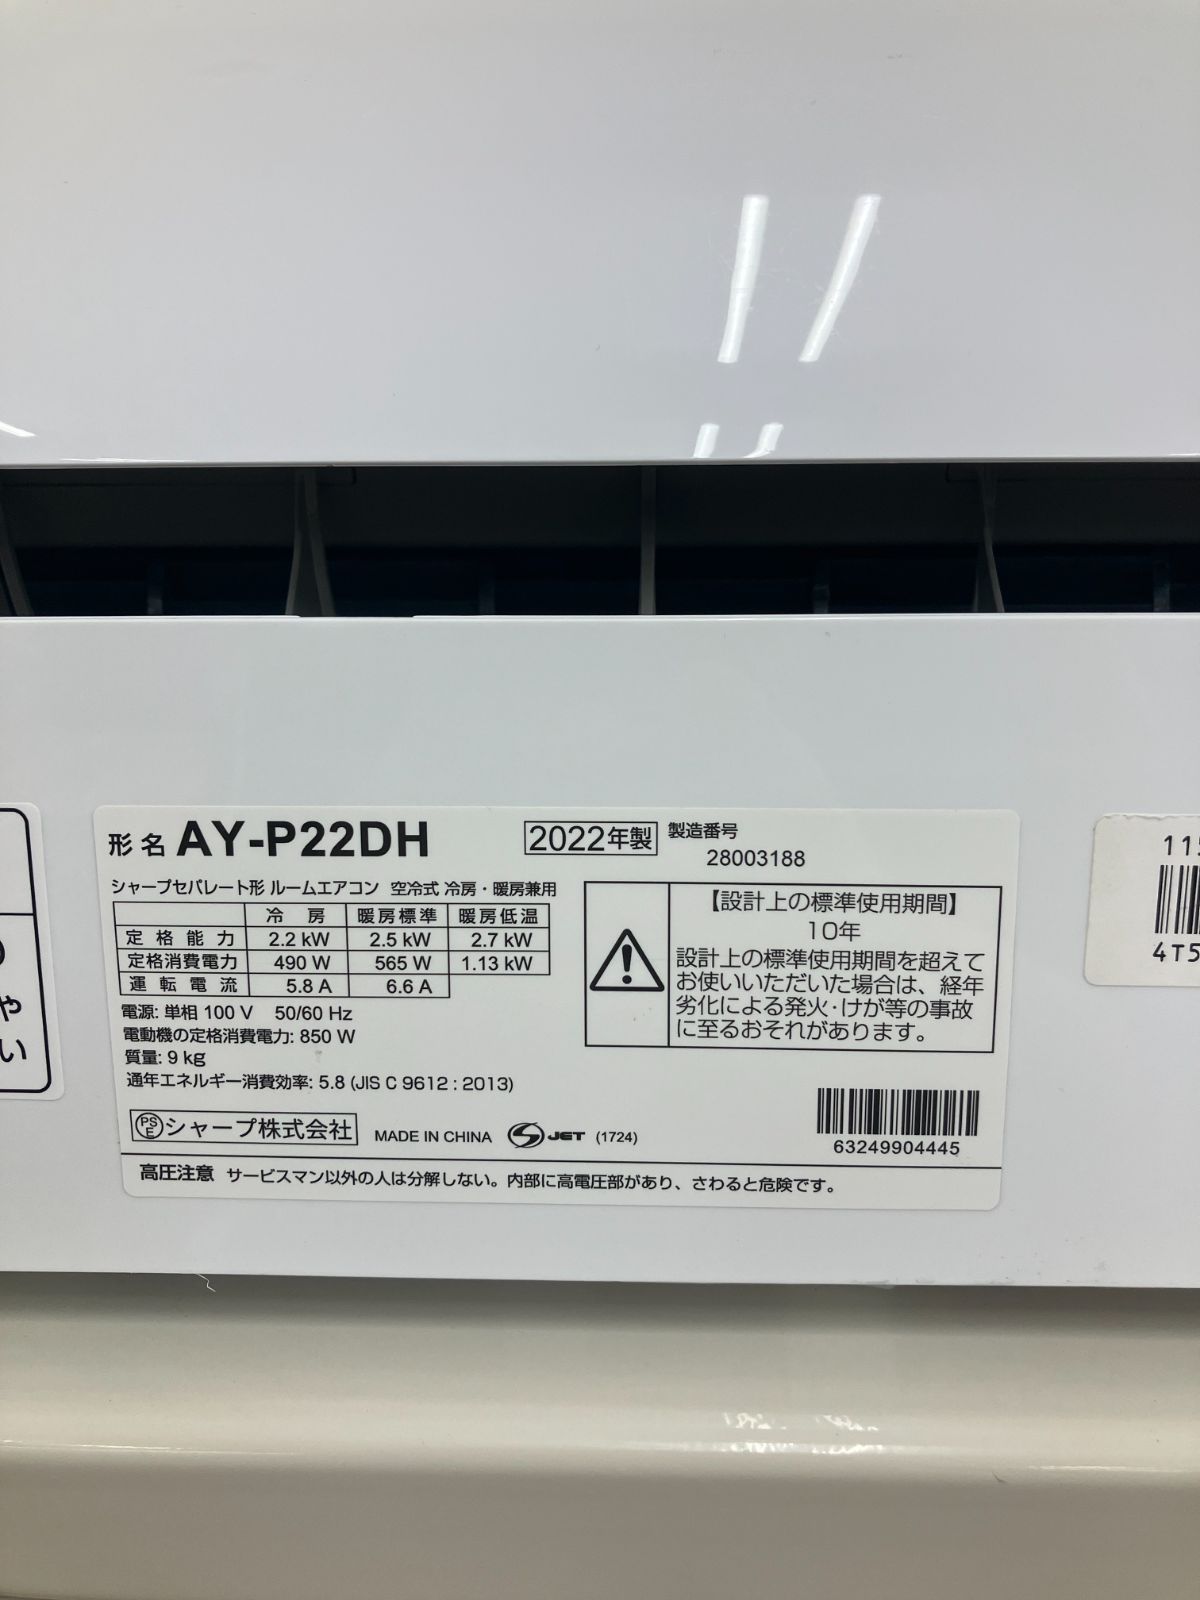 形名 AY-P22DH
2022年製 製造番号
28003188
シャープセパレート形 ルームエアコン 空冷式 冷房・暖房兼用
冷房 暖房標準 暖房低温
定格能力 2.2 kW 2.5 kW 2.7 kW
定格消費電力 490 W 565 W 1.13 kW
運転電流 5.8 A 6.6 A
電源: 単相 100 V 50/60 Hz
電動機の定格消費電力: 850 W
質量: 9 kg
通年エネルギー消費効率: 5.8 (JIS C 9612 : 2013)
【設計上の標準使用期間】
10年
設計上の標準使用期間を超えて
お使いいただいた場合は、経年
劣化による発火・けが等の事故
に至るおそれがあります。
PSE シャープ株式会社 MADE IN CHINA S JET (1724)
63249904445
高圧注意 サービスマン以外の人は分解しない。内部に高電圧部があり、さわると危険です。
ゃ
い
115
4T5